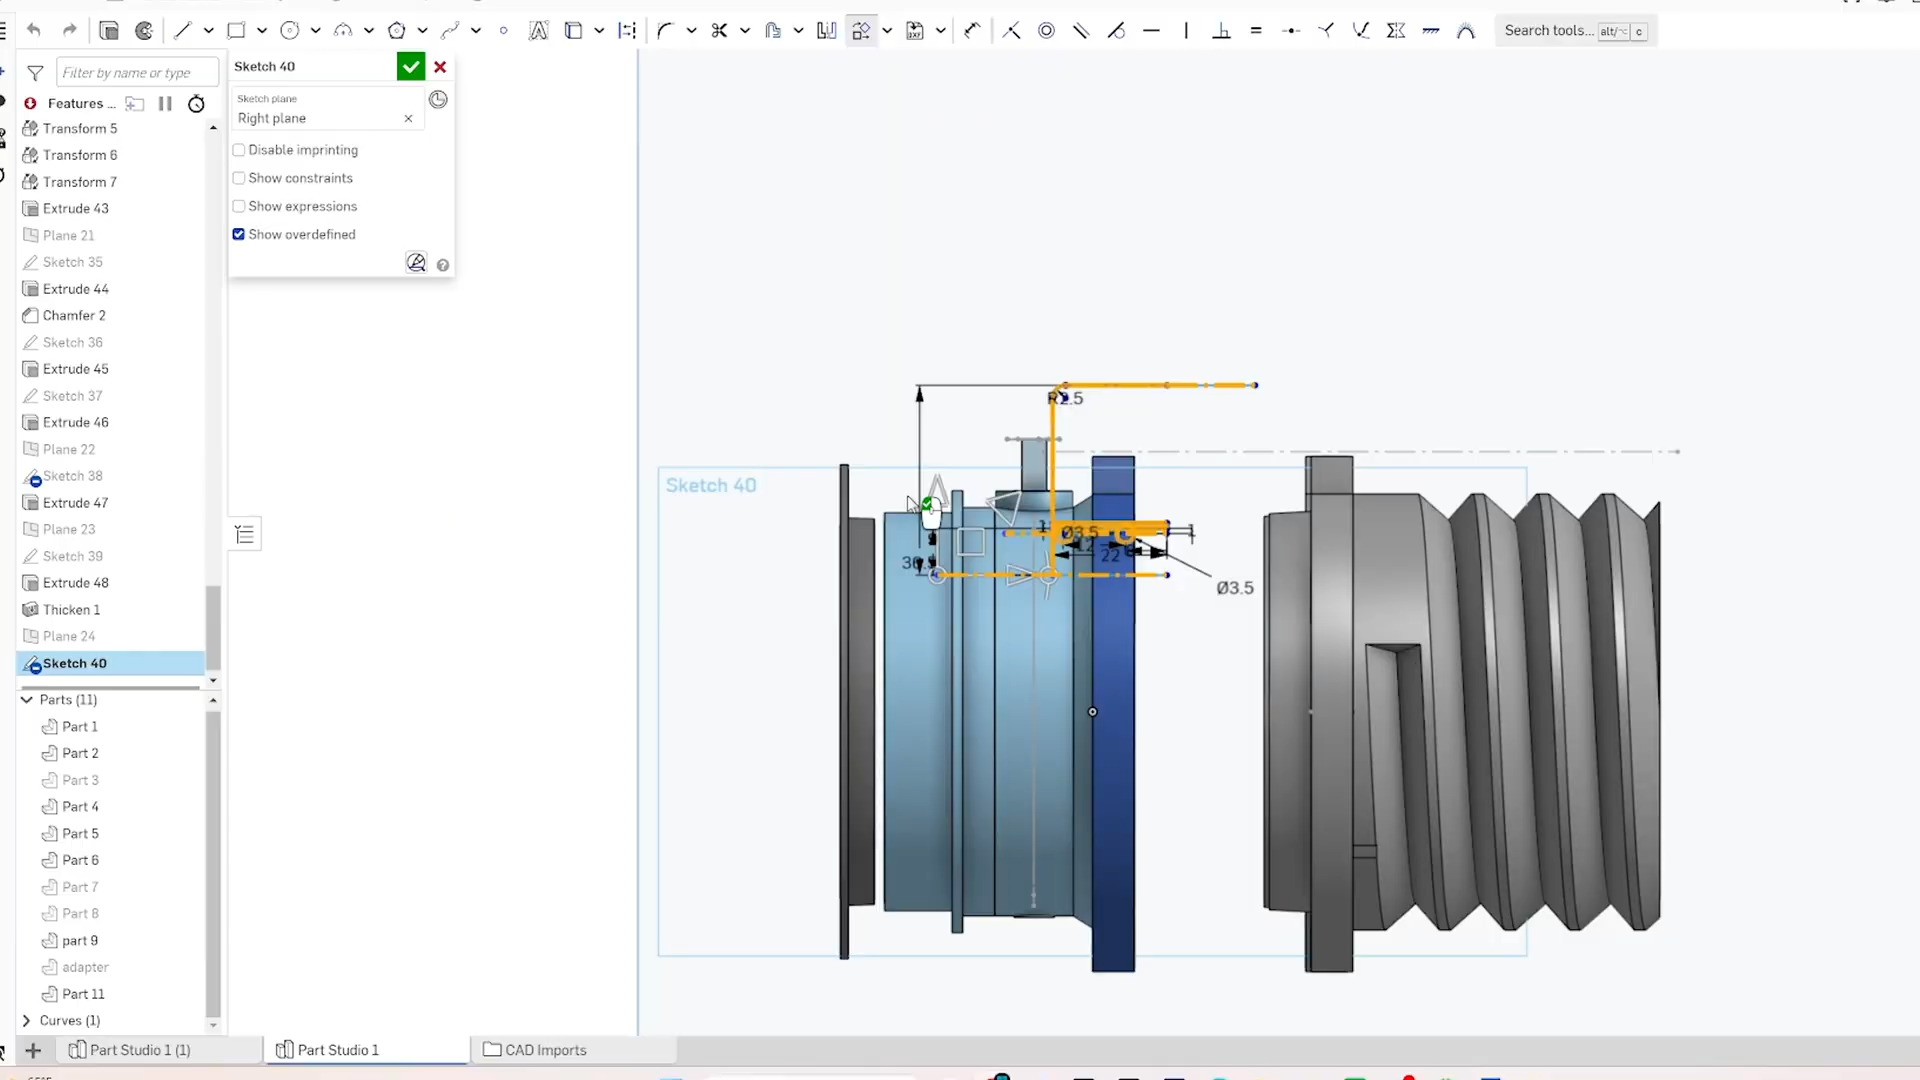 Search tools... alt/⌥ c
Filter by name or type
Features ...
Transform 5
Transform 6
Transform 7
Extrude 43
Plane 21
Sketch 35
Extrude 44
Chamfer 2
Sketch 36
Extrude 45
Sketch 37
Extrude 46
Plane 22
Sketch 38
Extrude 47
Plane 23
Sketch 39
Extrude 48
Thicken 1
Plane 24
Sketch 40
Parts (11)
Part 1
Part 2
Part 3
Part 4
Part 5
Part 6
Part 7
Part 8
part 9
adapter
Part 11
Curves (1)
Sketch 40
Sketch plane
Right plane
Disable imprinting
Show constraints
Show expressions
Show overdefined
Sketch 40
R2.5
Ø3.5
12
22
Ø3.5
Part Studio 1 (1)
Part Studio 1
CAD Imports